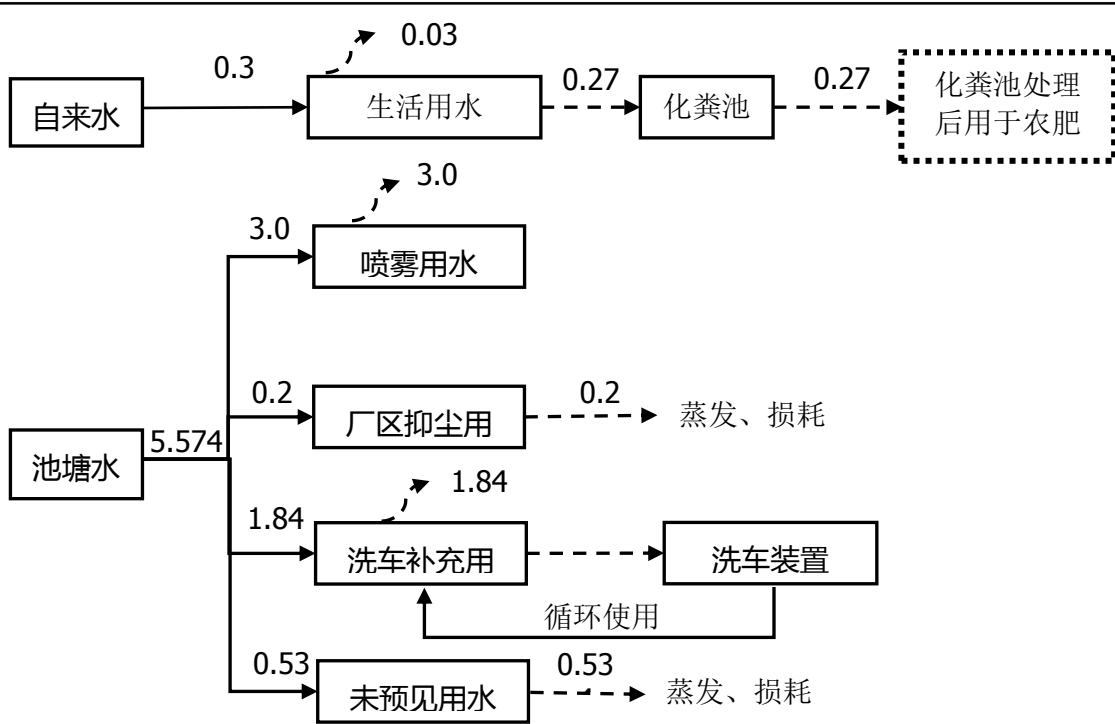 0.03
0.3
自来水
生活用水
0.27
化粪池
0.27
化粪池处理
后用于农肥
3.0
3.0
喷雾用水
0.2
厂区抑尘用
0.2
蒸发、损耗
池塘水
5.574
1.84
1.84
洗车补充用
洗车装置
循环使用
0.53
未预见用水
0.53
蒸发、损耗